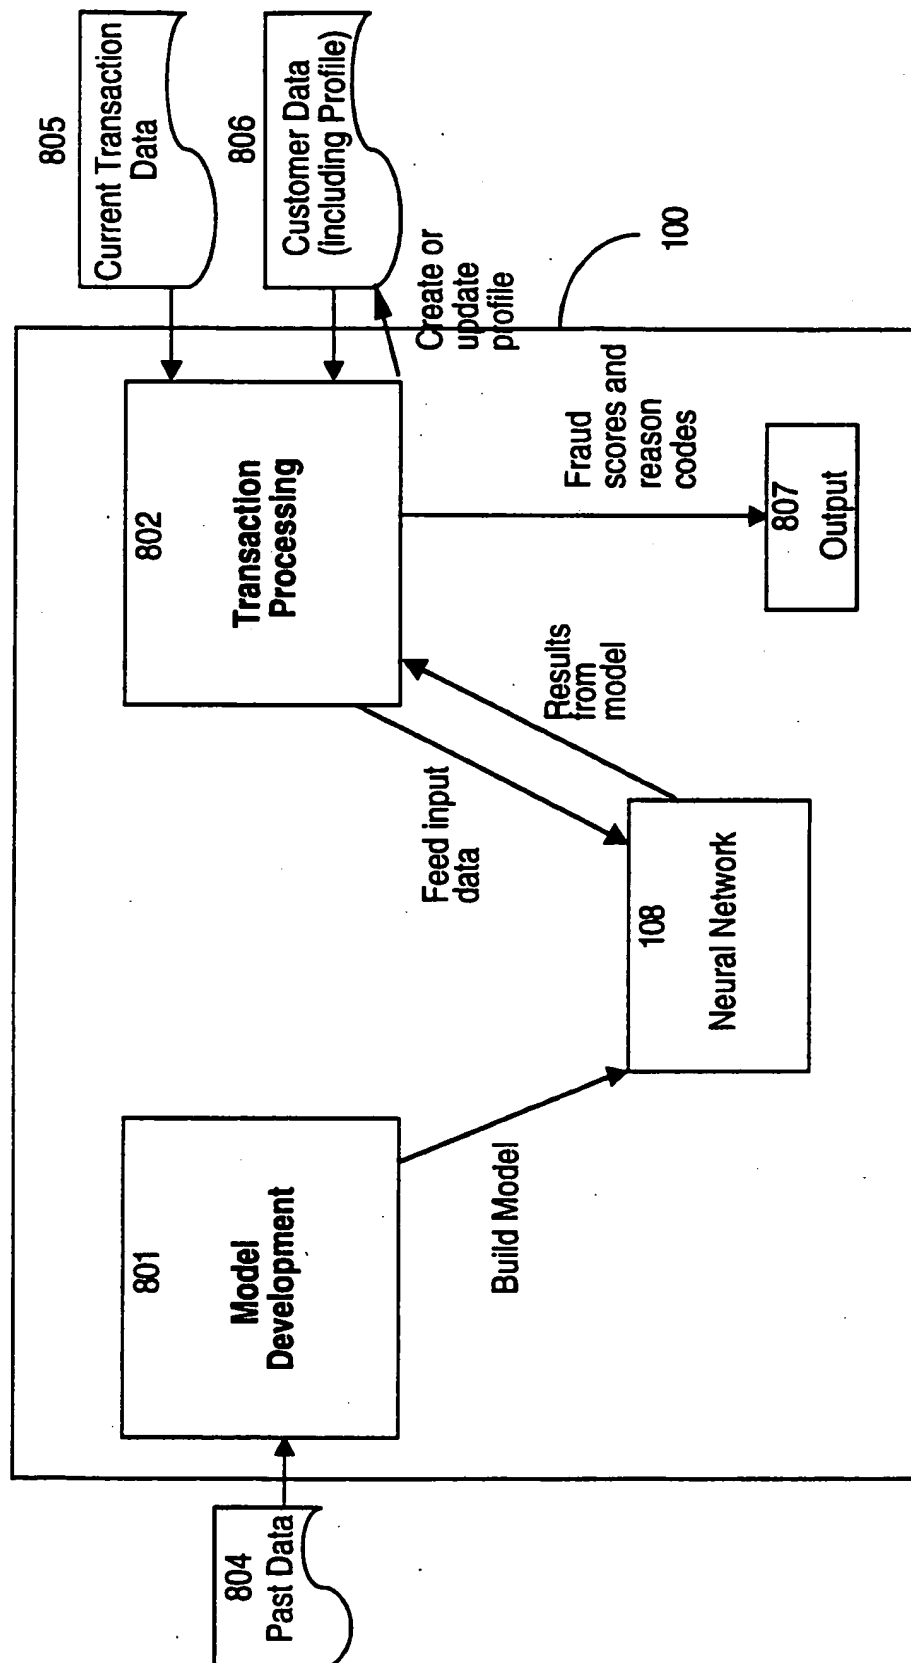 804
Past Data
801
Model
Development
Build Model
108
Neural Network
Feed input
data
Results
from
model
802
Transaction
Processing
Fraud
scores and
reason
codes
807
Output
Create or
update
profile
100
805
Current Transaction
Data
806
Customer Data
(including Profile)